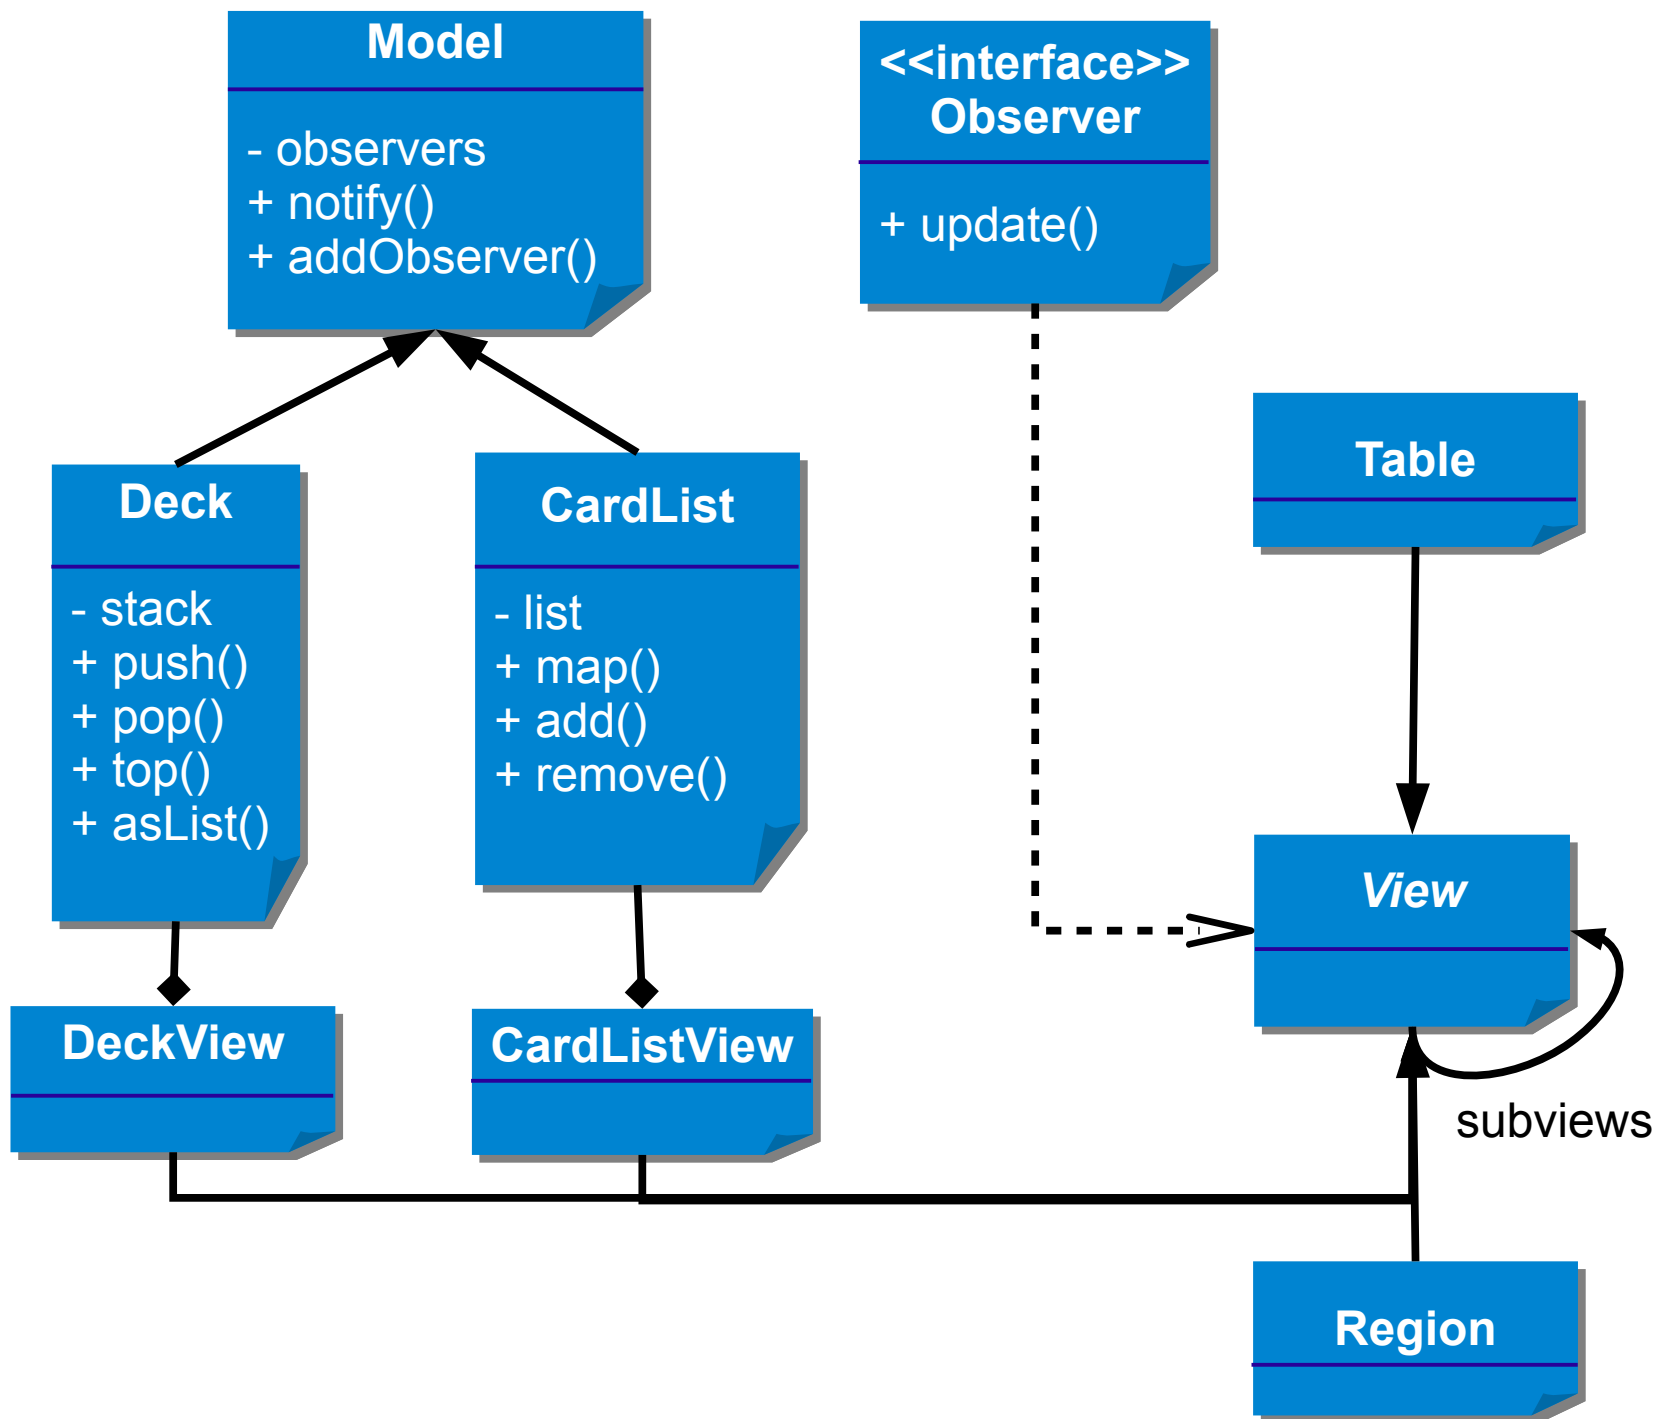 Model
- observers
+ notify()
+ addObserver()
<<interface>>
Observer
+ update()
Table
Deck
- stack
+ push()
+ pop()
+ top()
+ asList()
CardList
- list
+ map()
+ add()
+ remove()
View
subviews
DeckView
CardListView
Region